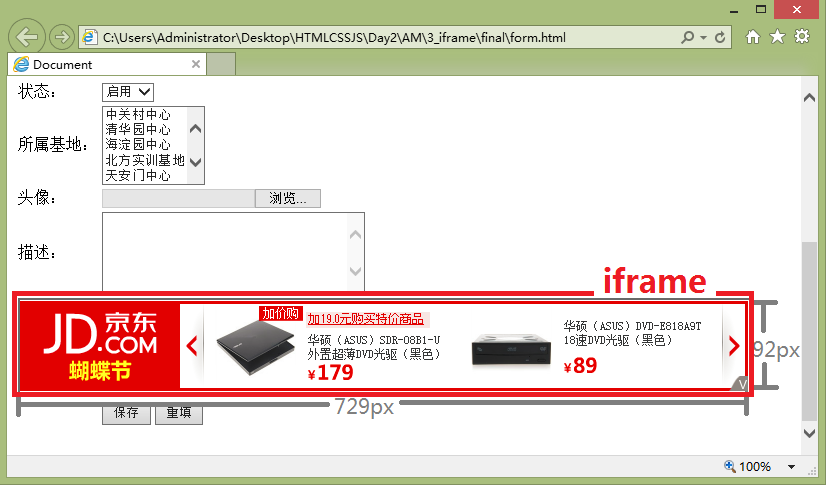 C:\Users\Administrator\Desktop\HTMLCSSJS\Day2\AM\3_iframe\final\form.html
Document
状态：
启用
所属基地：
中关村中心
清华园中心
海淀园中心
北方实训基地
天安门中心
头像：
浏览...
描述：
iframe
JD.COM 京东
蝴蝶节
加价购
加19.0元购买特价商品
华硕（ASUS）SDR-08B1-U
外置超薄DVD光驱（黑色）
¥179
华硕（ASUS）DVD-E818A9T
18速DVD光驱（黑色）
¥89
V
92px
729px
保存
重填
100%